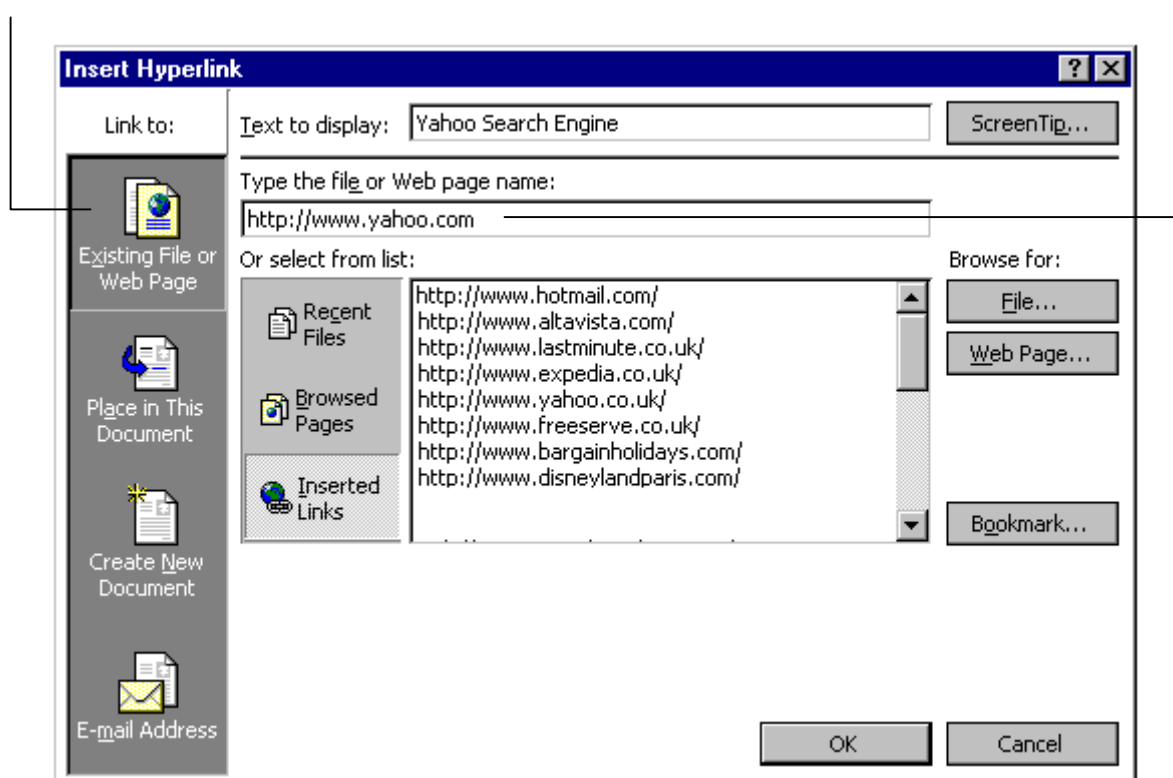 Insert Hyperlink
Link to:
Text to display: Yahoo Search Engine
ScreenTip...
Type the file or Web page name:
http://www.yahoo.com
Existing File or
Web Page
Or select from list:
Browse for:
Recent
Files
Browsed
Pages
Inserted
Links
http://www.hotmail.com/
http://www.altavista.com/
http://www.lastminute.co.uk/
http://www.expedia.co.uk/
http://www.yahoo.co.uk/
http://www.freeserve.co.uk/
http://www.bargainholidays.com/
http://www.disneylandparis.com/
File...
Web Page...
Bookmark...
Place in This
Document
Create New
Document
E-mail Address
OK
Cancel